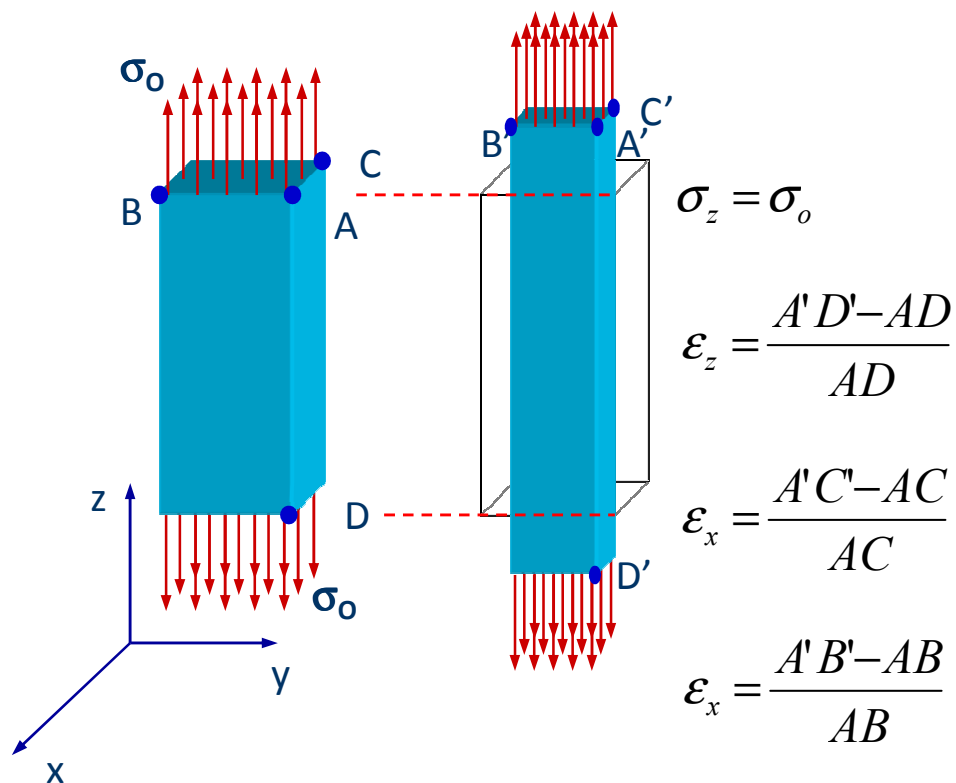 σo
B
C
A
D
σo
z
y
x
B’
C’
A’
D’
σz = σo
εz = (A'D'−AD) / AD
εx = (A'C'−AC) / AC
εx = (A'B'−AB) / AB